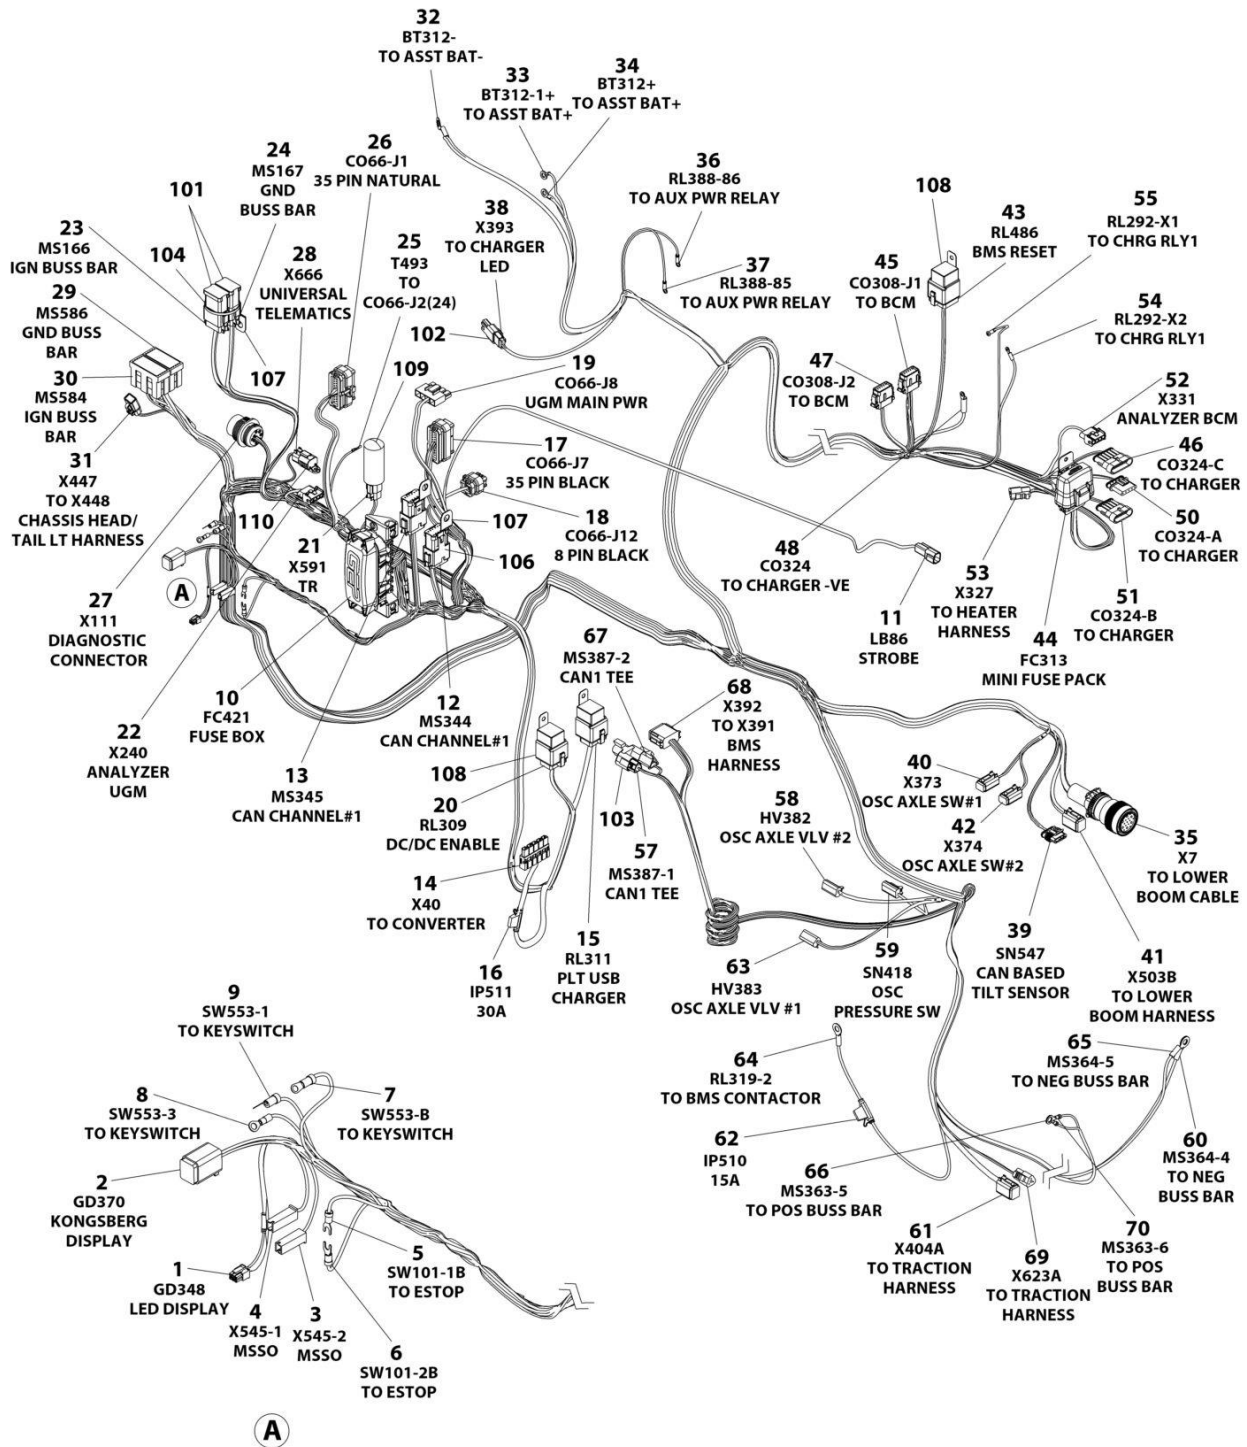 32
BT312-
TO ASST BAT-
33
BT312-1+
TO ASST BAT+
34
BT312+
TO ASST BAT+
24
MS167
GND
BUSS BAR
26
CO66-J1
35 PIN NATURAL
36
RL388-86
TO AUX PWR RELAY
101
23
MS166
IGN BUSS BAR
104
28
X666
UNIVERSAL
TELEMATICS
25
T493
TO
CO66-J2(24)
38
X393
TO CHARGER
LED
108
43
RL486
BMS RESET
55
RL292-X1
TO CHRG RLY1
37
RL388-85
TO AUX PWR RELAY
45
CO308-J1
TO BCM
54
RL292-X2
TO CHRG RLY1
29
MS586
GND BUSS
BAR
107
102
109
30
MS584
IGN BUSS
BAR
19
CO66-J8
UGM MAIN PWR
47
CO308-J2
TO BCM
52
X331
ANALYZER BCM
17
CO66-J7
35 PIN BLACK
46
CO324-C
TO CHARGER
31
X447
TO X448
CHASSIS HEAD/
TAIL LT HARNESS
110
21
X591
TR
107
106
18
CO66-J12
8 PIN BLACK
50
CO324-A
TO CHARGER
48
CO324
TO CHARGER -VE
53
X327
TO HEATER
HARNESS
51
CO324-B
TO CHARGER
A
27
X111
DIAGNOSTIC
CONNECTOR
11
LB86
STROBE
44
FC313
MINI FUSE PACK
67
MS387-2
CAN1 TEE
10
FC421
FUSE BOX
12
MS344
CAN CHANNEL#1
68
X392
TO X391
BMS
HARNESS
22
X240
ANALYZER
UGM
13
MS345
CAN CHANNEL#1
108
20
RL309
DC/DC ENABLE
103
57
MS387-1
CAN1 TEE
58
HV382
OSC AXLE VLV #2
40
X373
OSC AXLE SW#1
42
X374
OSC AXLE SW#2
35
X7
TO LOWER
BOOM CABLE
14
X40
TO CONVERTER
16
IP511
30A
15
RL311
PLT USB
CHARGER
63
HV383
OSC AXLE VLV #1
59
SN418
OSC
PRESSURE SW
39
SN547
CAN BASED
TILT SENSOR
41
X503B
TO LOWER
BOOM HARNESS
9
SW553-1
TO KEYSWITCH
8
SW553-3
TO KEYSWITCH
7
SW553-B
TO KEYSWITCH
64
RL319-2
TO BMS CONTACTOR
65
MS364-5
TO NEG BUSS BAR
2
GD370
KONGSBERG
DISPLAY
62
IP510
15A
66
MS363-5
TO POS BUSS BAR
60
MS364-4
TO NEG
BUSS BAR
1
GD348
LED DISPLAY
4
X545-1
MSSO
3
X545-2
MSSO
5
SW101-1B
TO ESTOP
6
SW101-2B
TO ESTOP
61
X404A
TO TRACTION
HARNESS
69
X623A
TO TRACTION
HARNESS
70
MS363-6
TO POS
BUSS BAR
A